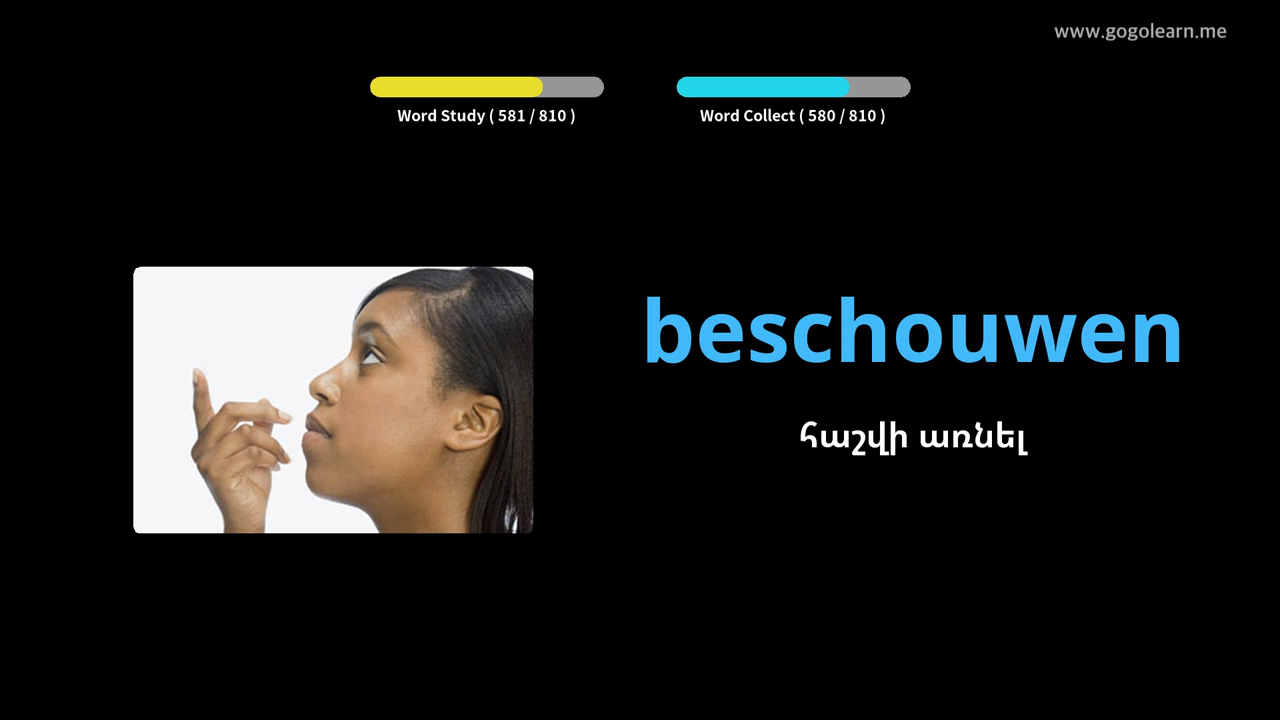 www.gogolearn.me
Word Study ( 581 / 810 )
Word Collect ( 580 / 810 )
beschouwen
հաշվի առնել